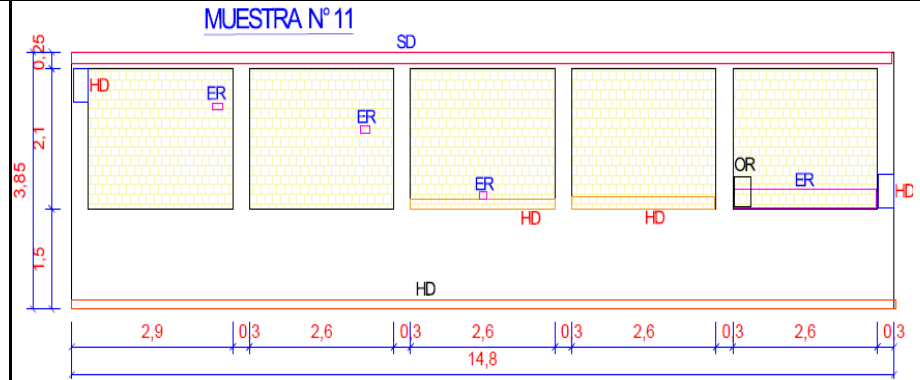 MUESTRA N° 11
SD
0,25
HD
ER
2,1
ER
3,85
OR
ER
ER
HD
HD
HD
1,5
HD
2,9 0,3 2,6 0,3 2,6 0,3 2,6 0,3 2,6 0,3
14,8